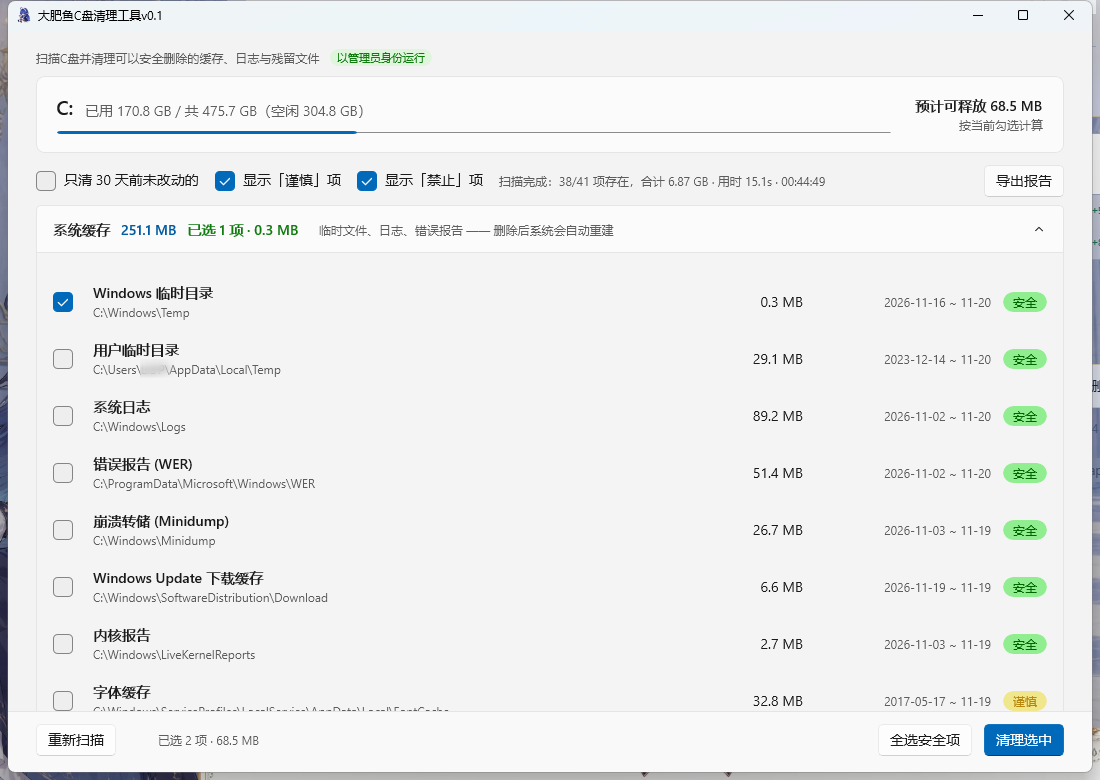 大肥鱼C盘清理工具v0.1
扫描C盘并清理可以安全删除的缓存、日志与残留文件 以管理员身份运行
C: 已用 170.8 GB / 共 475.7 GB（空闲 304.8 GB） 预计可释放 68.5 MB
按当前勾选计算
只清 30 天前未改动的 显示「谨慎」项 显示「禁止」项 扫描完成：38/41 项存在，合计 6.87 GB · 用时 15.1s · 00:44:49 导出报告
系统缓存 251.1 MB 已选 1 项 · 0.3 MB 临时文件、日志、错误报告 —— 删除后系统会自动重建
Windows 临时目录
C:\Windows\Temp
0.3 MB 2026-11-16 ~ 11-20 安全
用户临时目录
C:\Users\ \AppData\Local\Temp
29.1 MB 2023-12-14 ~ 11-20 安全
系统日志
C:\Windows\Logs
89.2 MB 2026-11-02 ~ 11-20 安全
错误报告 (WER)
C:\ProgramData\Microsoft\Windows\WER
51.4 MB 2026-11-02 ~ 11-20 安全
崩溃转储 (Minidump)
C:\Windows\Minidump
26.7 MB 2026-11-03 ~ 11-19 安全
Windows Update 下载缓存
C:\Windows\SoftwareDistribution\Download
6.6 MB 2026-11-19 ~ 11-19 安全
内核报告
C:\Windows\LiveKernelReports
2.7 MB 2026-11-03 ~ 11-19 安全
字体缓存
C:\Windows\ServiceProfiles\LocalService\AppData\Local\FontCache
32.8 MB 2017-05-17 ~ 11-19 谨慎
重新扫描 已选 2 项 · 68.5 MB 全选安全项 清理选中